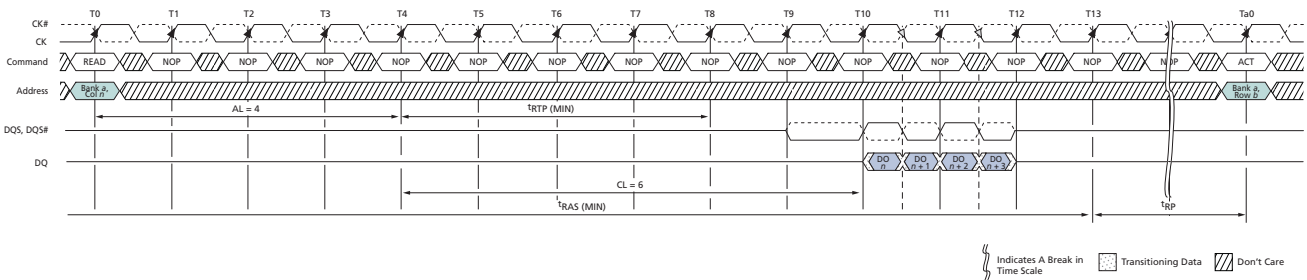 T0 T1 T2 T3 T4 T5 T6 T7 T8 T9 T10 T11 T12 T13 Ta0
CK#
CK
Command READ NOP NOP NOP NOP NOP NOP NOP NOP NOP NOP NOP NOP NOP NOP ACT
Address Bank a, Col n Bank a, Row b
AL = 4 tRTP (MIN)
DQS, DQS#
DQ DO n DO n + 1 DO n + 2 DO n + 3
CL = 6
tRAS (MIN) tRP
Indicates A Break in
Time Scale
Transitioning Data
Don't Care